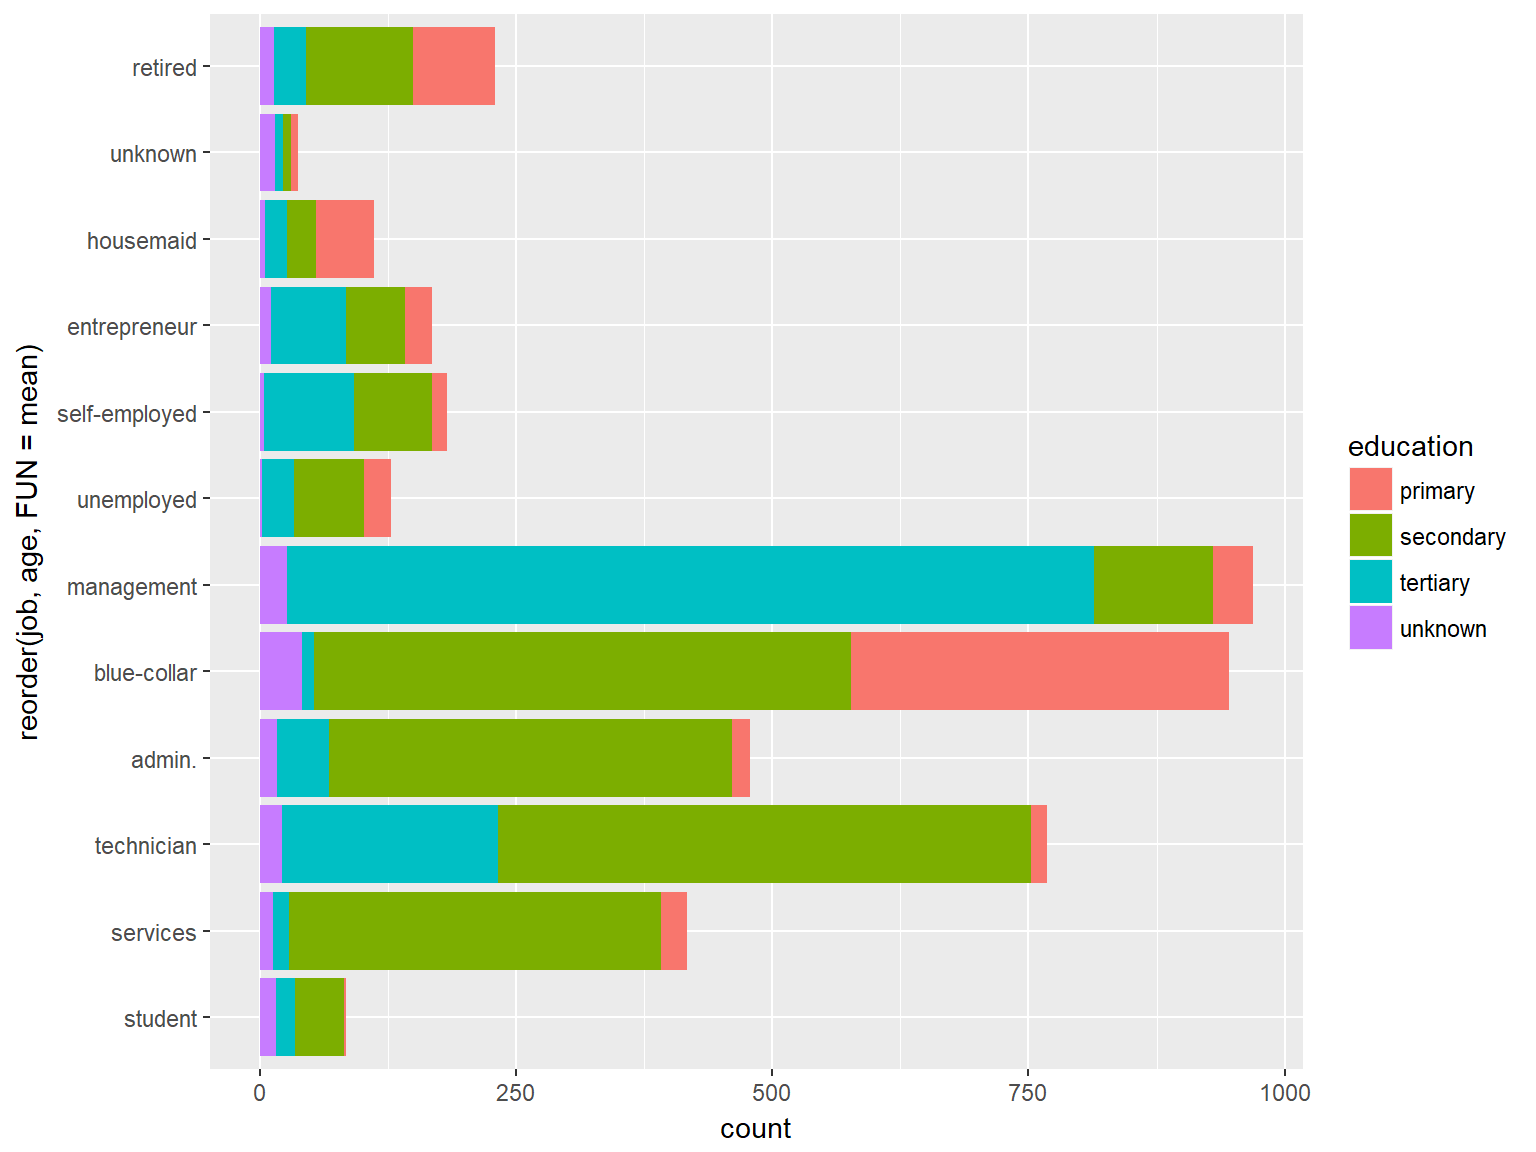 reorder(job, age, FUN = mean)
retired
unknown
housemaid
entrepreneur
self-employed
unemployed
management
blue-collar
admin.
technician
services
student
0 250 500 750 1000
count
education
primary
secondary
tertiary
unknown